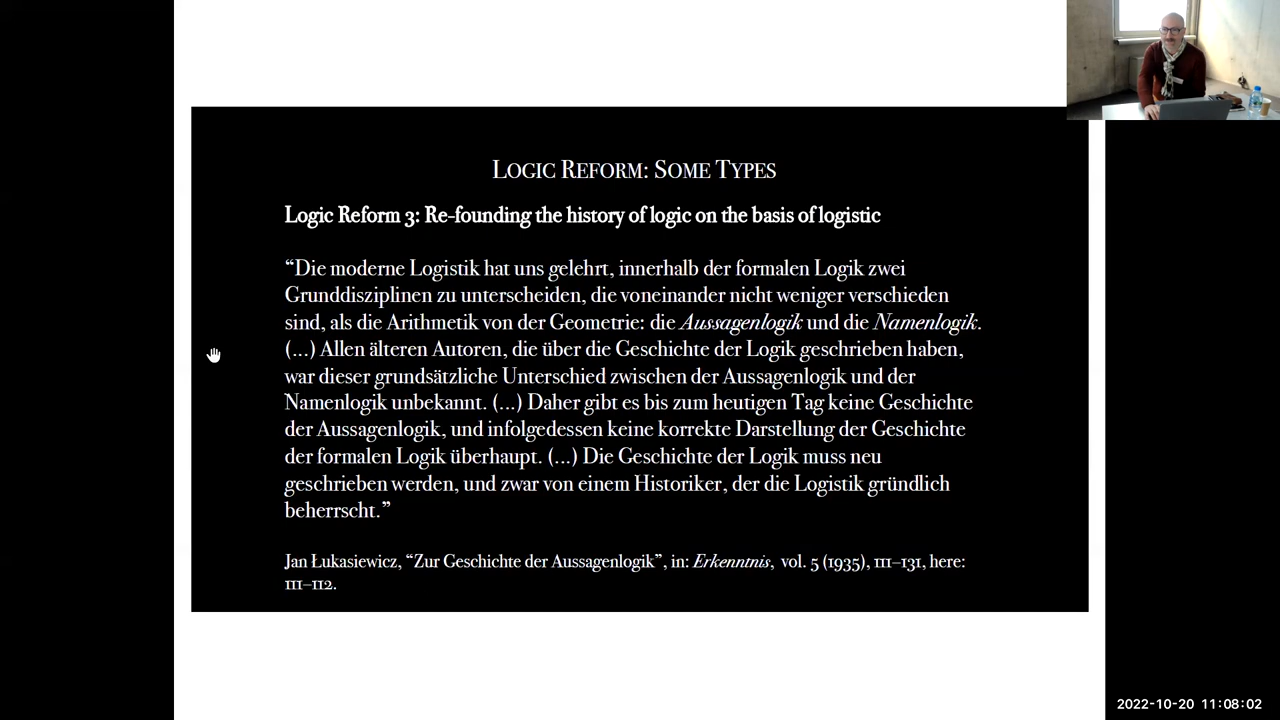 LOGIC REFORM: SOME TYPES
Logic Reform 3: Re-founding the history of logic on the basis of logistic
“Die moderne Logistik hat uns gelehrt, innerhalb der formalen Logik zwei
Grunddisziplinen zu unterscheiden, die voneinander nicht weniger verschieden
sind, als die Arithmetik von der Geometrie: die Aussagenlogik und die Namenlogik.
(...) Allen älteren Autoren, die über die Geschichte der Logik geschrieben haben,
war dieser grundsätzliche Unterschied zwischen der Aussagenlogik und der
Namenlogik unbekannt. (...) Daher gibt es bis zum heutigen Tag keine Geschichte
der Aussagenlogik, und infolgedessen keine korrekte Darstellung der Geschichte
der formalen Logik überhaupt. (...) Die Geschichte der Logik muss neu
geschrieben werden, und zwar von einem Historiker, der die Logistik gründlich
beherrscht.”
Jan Łukasiewicz, “Zur Geschichte der Aussagenlogik”, in: Erkenntnis, vol. 5 (1935), 111–131, here:
111–112.
2022-10-20 11:08:02